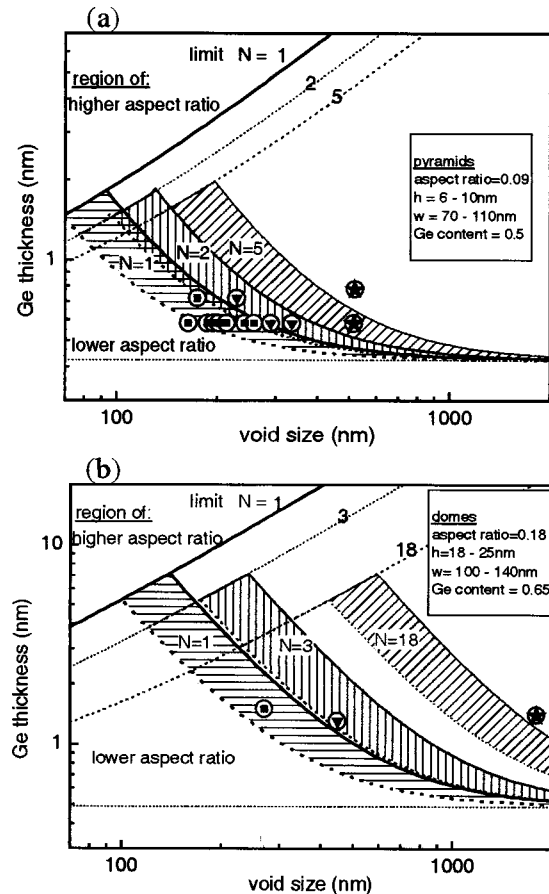 (a)
limit N = 1
region of:
higher aspect ratio
2
5
pyramids
aspect ratio=0.09
h = 6 - 10nm
w = 70 - 110nm
Ge content = 0.5
Ge thickness (nm)
1
N=1
N=2
N=5
lower aspect ratio
100
1000
void size (nm)
(b)
limit N = 1
region of:
higher aspect ratio
3
18
domes
aspect ratio=0.18
h=18 - 25nm
w= 100 - 140nm
Ge content = 0.65
Ge thickness (nm)
10
1
N=1
N=3
N=18
lower aspect ratio
100
1000
void size (nm)